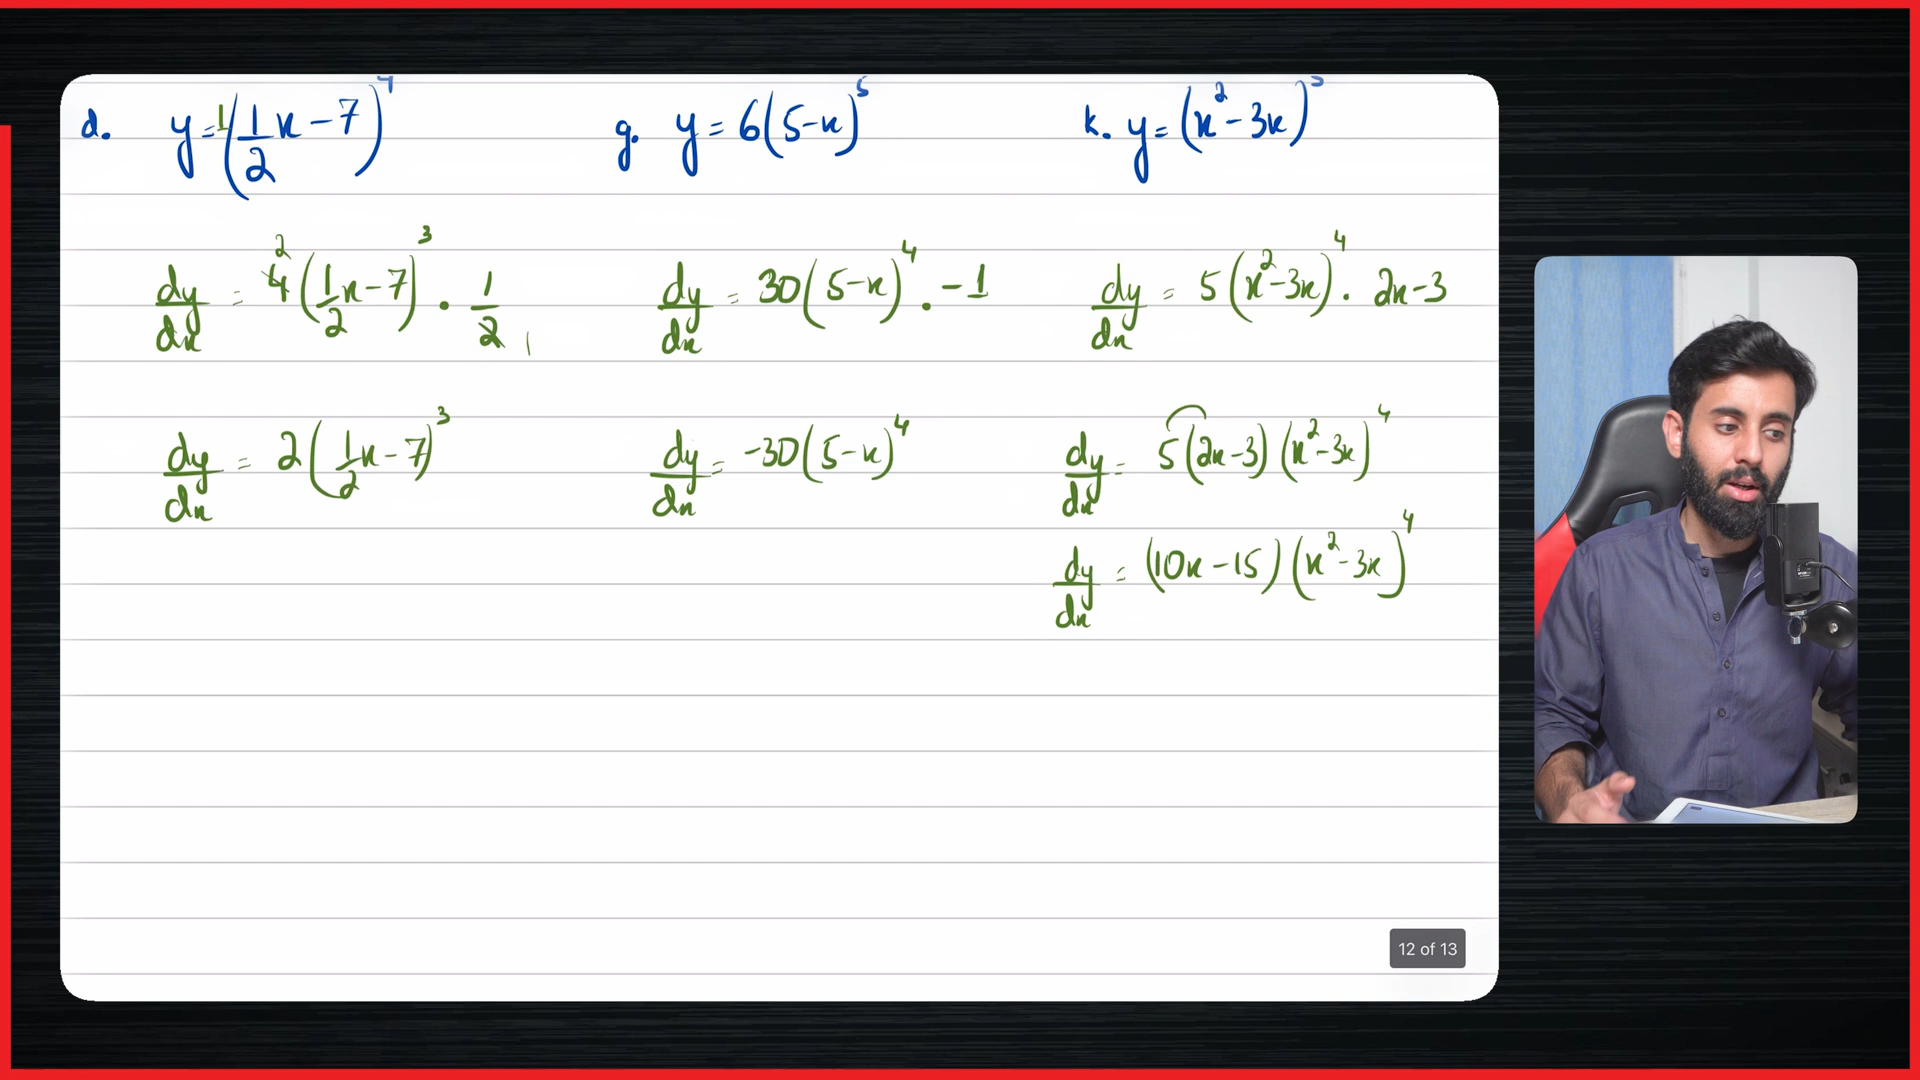 d. y=1(1/2 x-7)^4
g. y=6(5-x)^5
k. y=(x^2-3x)^5
dy/dx = 4 2 (1/2 x-7)^3 . 1/2
dy/dx = 30(5-x)^4 . -1
dy/dx = 5(x^2-3x)^4 . 2x-3
dy/dx = 2(1/2 x-7)^3
dy/dx = -30(5-x)^4
dy/dx = 5(2x-3)(x^2-3x)^4
dy/dx = (10x-15)(x^2-3x)^4
12 of 13